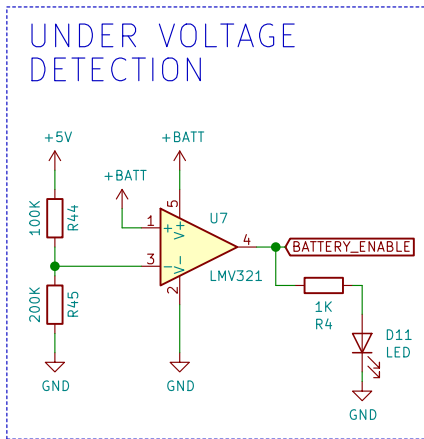 UNDER VOLTAGE
DETECTION
+5V
+BATT
+BATT
100K
R44
200K
R45
GND
1
3
5
2
4
+
-
V+
V-
U7
LMV321
GND
BATTERY_ENABLE
1K
R4
D11
LED
GND